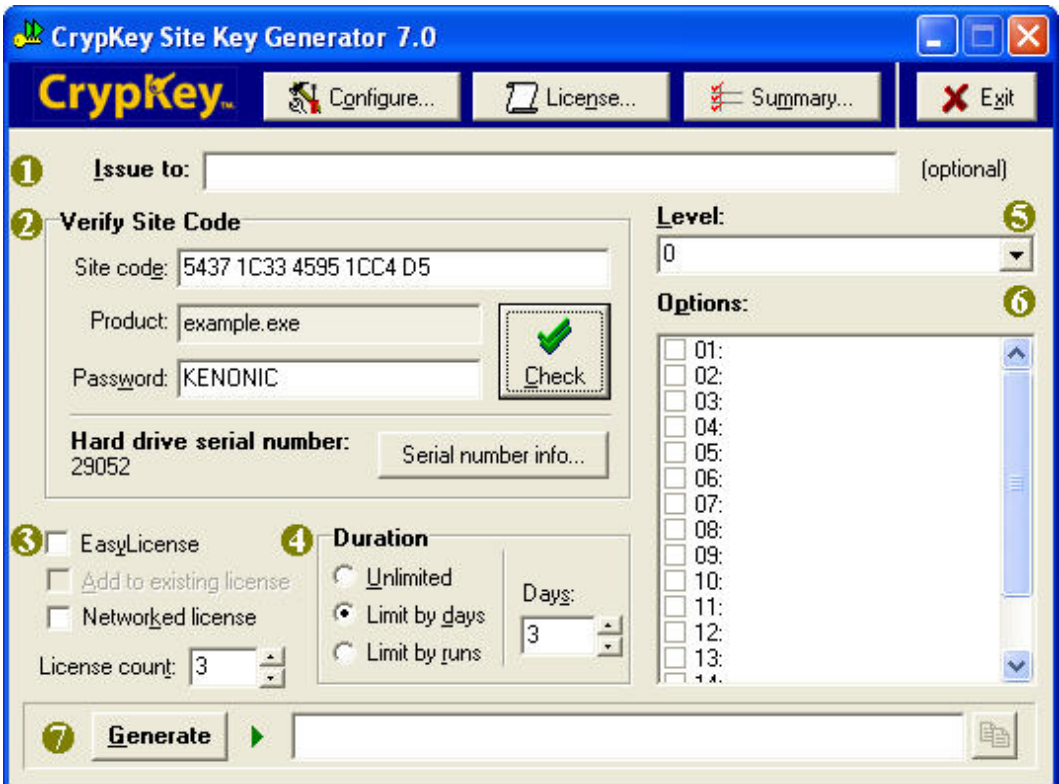 CrypKey Site Key Generator 7.0
CrypKey™ Configure... License... Summary... Exit
1 Issue to: (optional)
2 Verify Site Code
Site code: 5437 1C33 4595 1CC4 D5
Product: example.exe
Password: KENONIC
Check
Hard drive serial number:
29052
Serial number info...
3 EasyLicense
Add to existing license
Networked license
License count: 3
4 Duration
Unlimited
Limit by days
Limit by runs
Days:
3
Level: 5
0
Options: 6
01:
02:
03:
04:
05:
06:
07:
08:
09:
10:
11:
12:
13:
14:
7 Generate